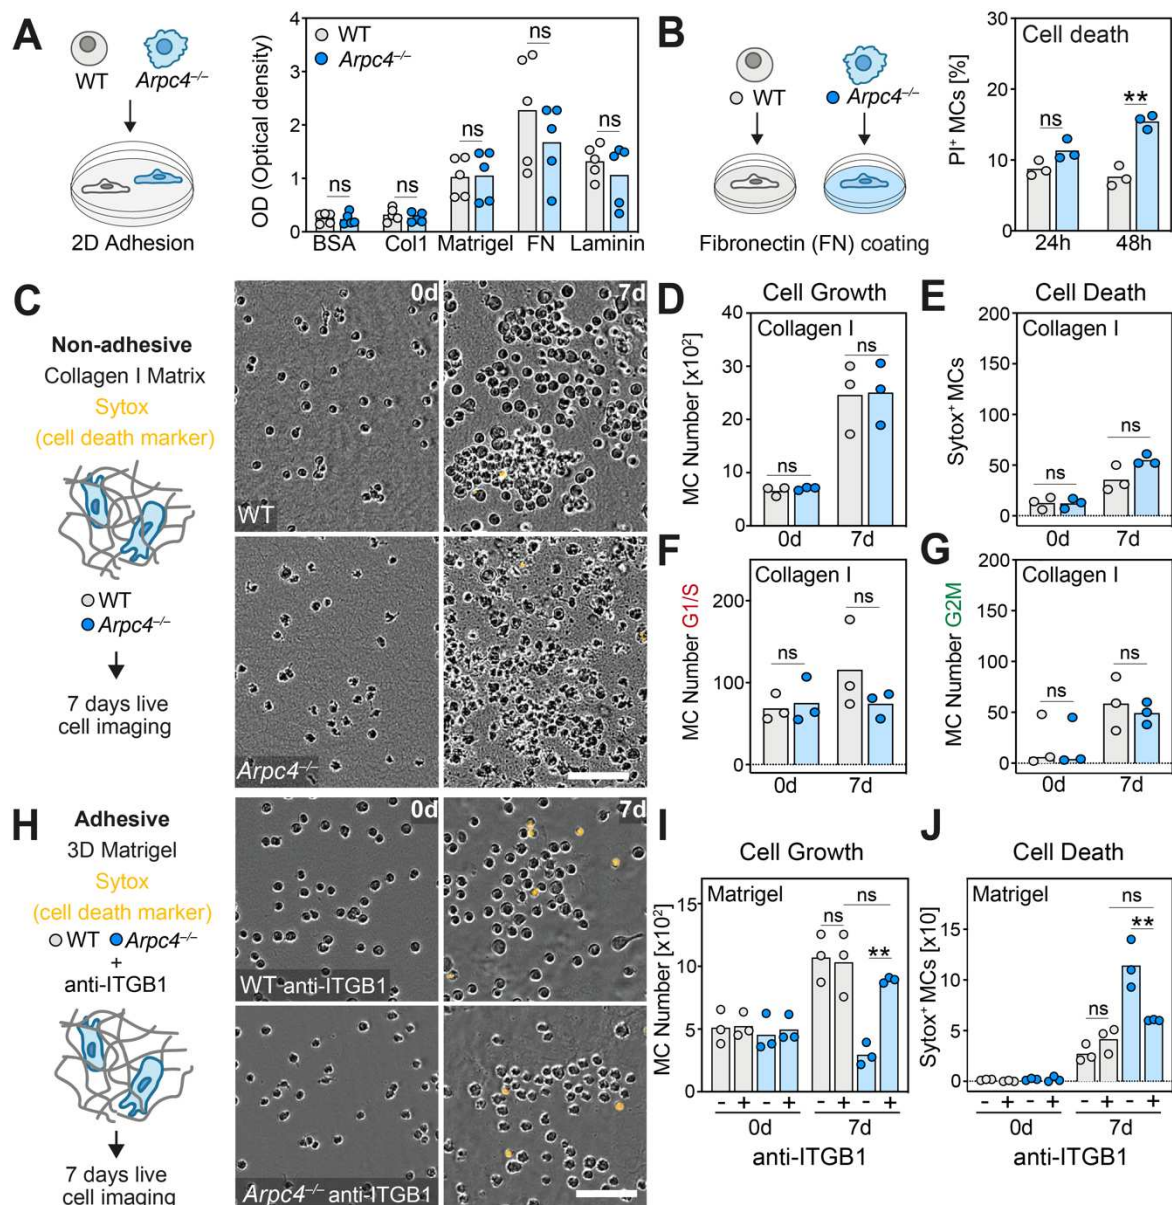 A
WT
Arpc4–/–
2D Adhesion
OD (Optical density)
4
3
2
1
0
WT
Arpc4–/–
ns
ns
ns
ns
ns
BSA
Col1
Matrigel
FN
Laminin
B
WT
Arpc4–/–
Fibronectin (FN) coating
PI+ MCs [%]
30
20
10
0
Cell death
ns
**
24h
48h
C
Non-adhesive
Collagen I Matrix
Sytox
(cell death marker)
WT
Arpc4–/–
7 days live
cell imaging
0d
7d
WT
Arpc4–/–
D
Cell Growth
Collagen I
MC Number [x10²]
40
30
20
10
0
ns
ns
0d
7d
E
Cell Death
Collagen I
Sytox+ MCs
200
150
100
50
0
ns
ns
0d
7d
F
Collagen I
MC Number G1/S
200
100
0
ns
ns
0d
7d
G
Collagen I
MC Number G2M
200
150
100
50
0
ns
ns
0d
7d
H
Adhesive
3D Matrigel
Sytox
(cell death marker)
WT Arpc4–/–
+
anti-ITGB1
7 days live
cell imaging
0d
7d
WT anti-ITGB1
Arpc4–/– anti-ITGB1
I
Cell Growth
Matrigel
MC Number [x10²]
15
10
5
0
ns
ns
**
- + - + - + - +
0d
7d
anti-ITGB1
J
Cell Death
Matrigel
Sytox+ MCs [x10]
15
10
5
0
ns
ns
**
- + - + - + - +
0d
7d
anti-ITGB1